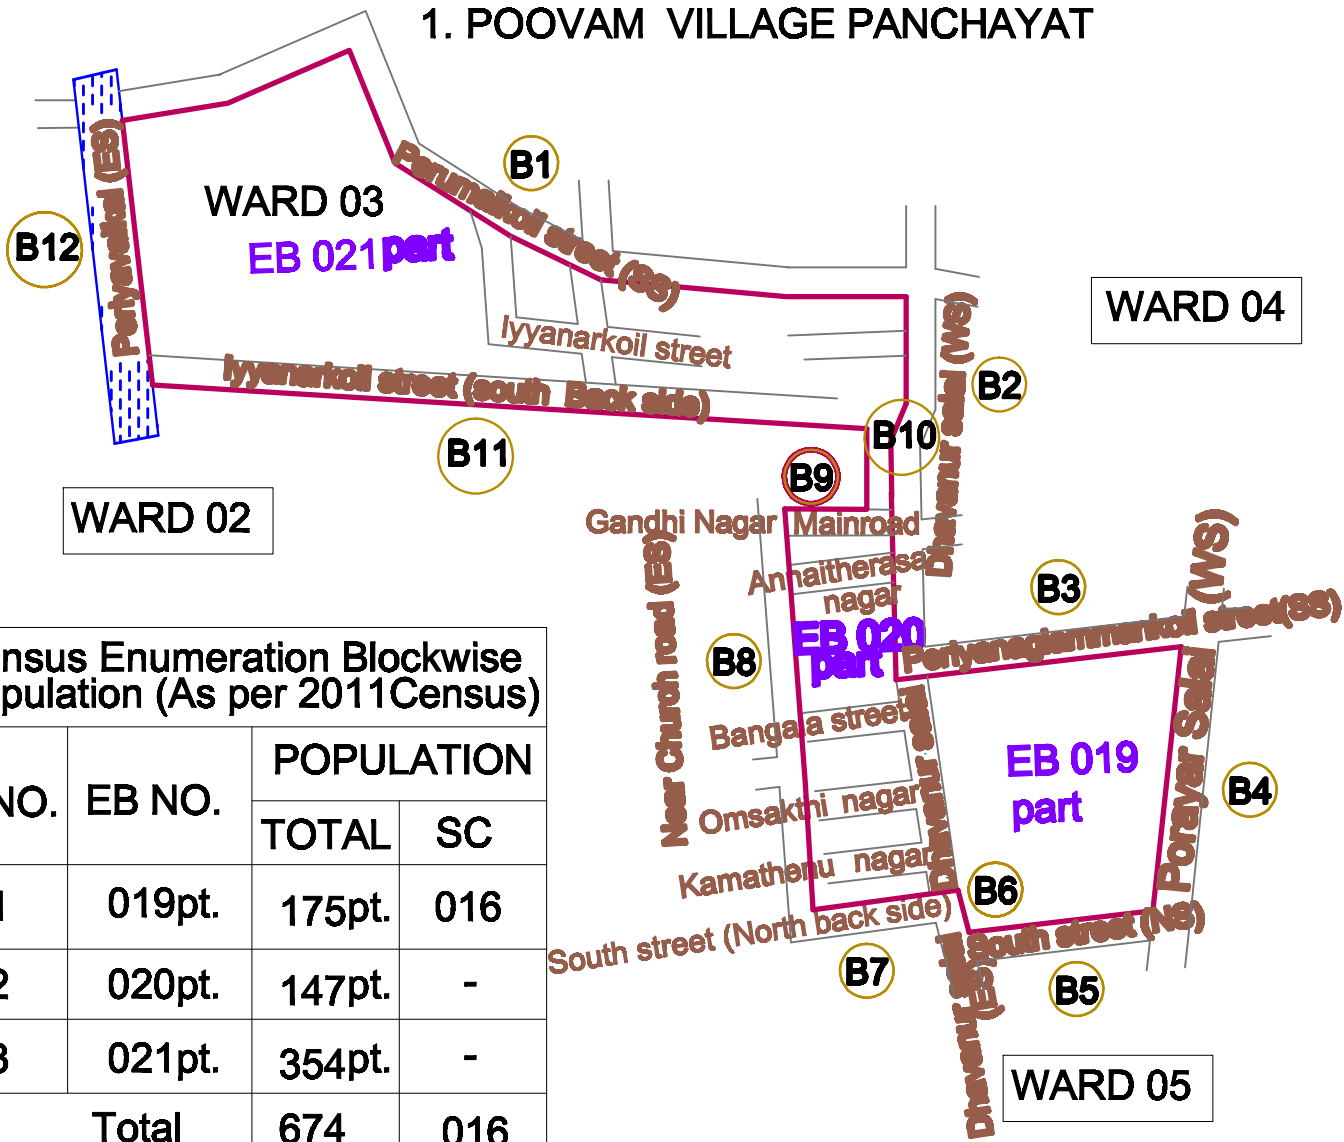 1. POOVAM VILLAGE PANCHAYAT
B1
WARD 03
EB 021 part
B12
Periyavaikal (ES)
Perumalkoil street (SS)
WARD 04
Iyyanarkoil street
Iyyanarkoil street (south Back side)
B2
Dhavanur salai (WS)
B10
B11
B9
WARD 02
Gandhi Nagar Mainroad
Near Church road (ES)
Annaitherasa
nagar
B3
(WS)
Porayar Salai
Periyanagiammankoil street(SS)
EB 020
part
B8
Bangala street
EB 019
part
B4
Omsakthi nagar
Kamathenu nagar
B6
South street (North back side)
South street (NS)
B7
B5
(ES)
WARD 05
nsus Enumeration Blockwise
pulation (As per 2011Census)
NO. EB NO. POPULATION
TOTAL SC
1 019pt. 175pt. 016
2 020pt. 147pt. -
3 021pt. 354pt. -
Total 674 016